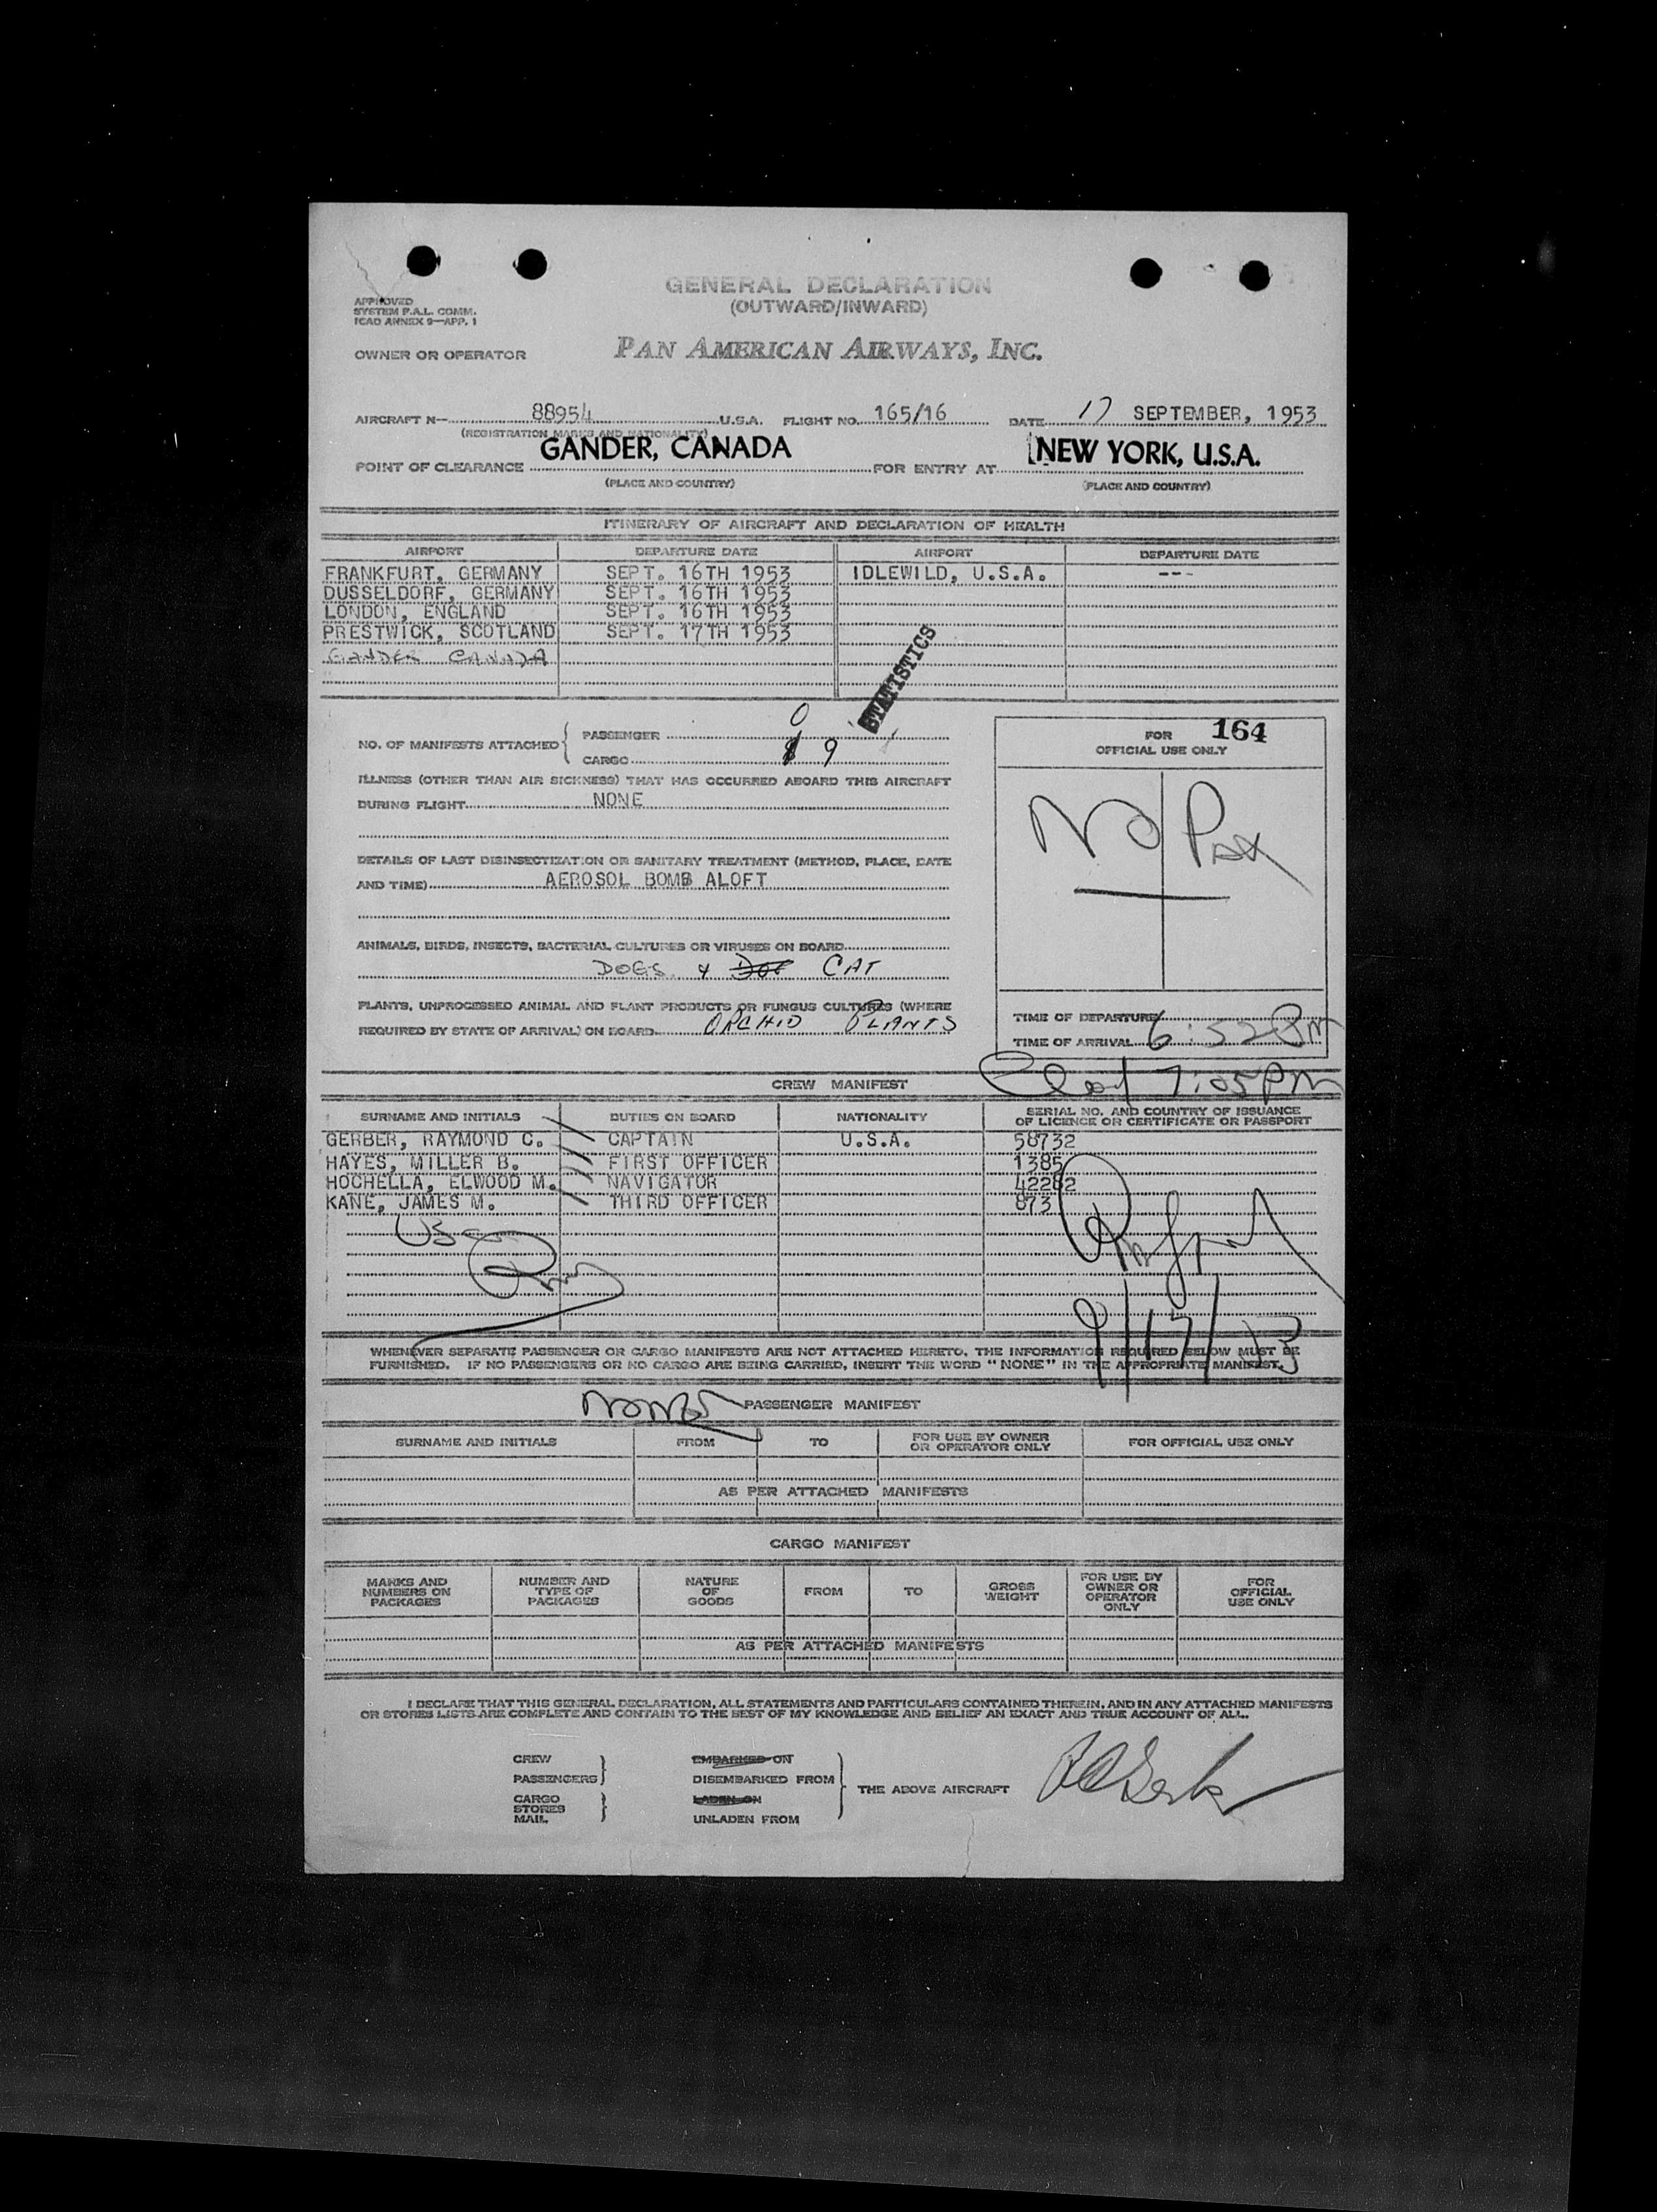 GENERAL DECLARATION
(OUTWARD/INWARD)
APPROVED
SYSTEM F.A.L. COMM.
ICAO ANNEX 9—APP. 1
OWNER OR OPERATOR PAN AMERICAN AIRWAYS, INC.
AIRCRAFT N— 88954 U.S.A. FLIGHT NO. 165/16 DATE 17 SEPTEMBER, 1953
(REGISTRATION MARKS AND NATIONALITY)
POINT OF CLEARANCE GANDER, CANADA FOR ENTRY AT NEW YORK, U.S.A.
(PLACE AND COUNTRY) (PLACE AND COUNTRY)
ITINERARY OF AIRCRAFT AND DECLARATION OF HEALTH
AIRPORT DEPARTURE DATE AIRPORT DEPARTURE DATE
FRANKFURT, GERMANY SEPT. 16TH 1953 IDLEWILD, U.S.A. ---
DUSSELDORF, GERMANY SEPT. 16TH 1953
LONDON, ENGLAND SEPT. 16TH 1953
PRESTWICK, SCOTLAND SEPT. 17TH 1953
GANDER CANADA
STATISTICS
NO. OF MANIFESTS ATTACHED { PASSENGER 0
CARGO 9
FOR 164
OFFICIAL USE ONLY
No Pax
ILLNESS (OTHER THAN AIR SICKNESS) THAT HAS OCCURRED ABOARD THIS AIRCRAFT
DURING FLIGHT NONE
DETAILS OF LAST DISINSECTIZATION OR SANITARY TREATMENT (METHOD, PLACE, DATE
AND TIME) AEROSOL BOMB ALOFT
ANIMALS, BIRDS, INSECTS, BACTERIAL CULTURES OR VIRUSES ON BOARD
DOGS & CAT
PLANTS, UNPROCESSED ANIMAL AND PLANT PRODUCTS OR FUNGUS CULTURES (WHERE
REQUIRED BY STATE OF ARRIVAL) ON BOARD ORCHID PLANTS
TIME OF DEPARTURE
TIME OF ARRIVAL 6:52 PM
7:05 PM
CREW MANIFEST
SURNAME AND INITIALS DUTIES ON BOARD NATIONALITY SERIAL NO. AND COUNTRY OF ISSUANCE
OF LICENCE OR CERTIFICATE OR PASSPORT
GERBER, RAYMOND C. CAPTAIN U.S.A. 58732
HAYES, MILLER B. FIRST OFFICER 1385
HOCHELLA, ELWOOD M. NAVIGATOR 42282
KANE, JAMES M. THIRD OFFICER 873
9/17/53
WHENEVER SEPARATE PASSENGER OR CARGO MANIFESTS ARE NOT ATTACHED HERETO, THE INFORMATION REQUIRED BELOW MUST BE
FURNISHED. IF NO PASSENGERS OR NO CARGO ARE BEING CARRIED, INSERT THE WORD "NONE" IN THE APPROPRIATE MANIFEST.
PASSENGER MANIFEST
SURNAME AND INITIALS FROM TO FOR USE BY OWNER
OR OPERATOR ONLY FOR OFFICIAL USE ONLY
AS PER ATTACHED MANIFESTS
CARGO MANIFEST
MARKS AND
NUMBERS ON
PACKAGES
NUMBER AND
TYPE OF
PACKAGES
NATURE
OF
GOODS
FROM
TO
GROSS
WEIGHT
FOR USE BY
OWNER OR
OPERATOR
ONLY
FOR
OFFICIAL
USE ONLY
AS PER ATTACHED MANIFESTS
I DECLARE THAT THIS GENERAL DECLARATION, ALL STATEMENTS AND PARTICULARS CONTAINED THEREIN, AND IN ANY ATTACHED MANIFESTS
OR STORES LISTS ARE COMPLETE AND CONTAIN TO THE BEST OF MY KNOWLEDGE AND BELIEF AN EXACT AND TRUE ACCOUNT OF ALL.
CREW
PASSENGERS
CARGO
STORES
MAIL
EMBARKED ON
DISEMBARKED FROM
LADEN ON
UNLADEN FROM
THE ABOVE AIRCRAFT